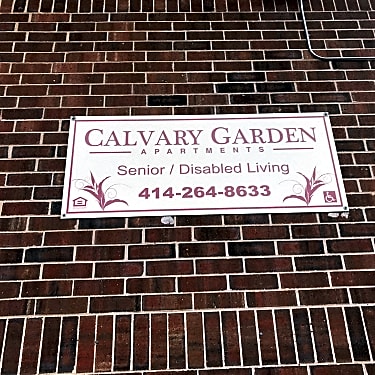 CALVARY GARDEN
APARTMENTS
Senior / Disabled Living
414-264-8633